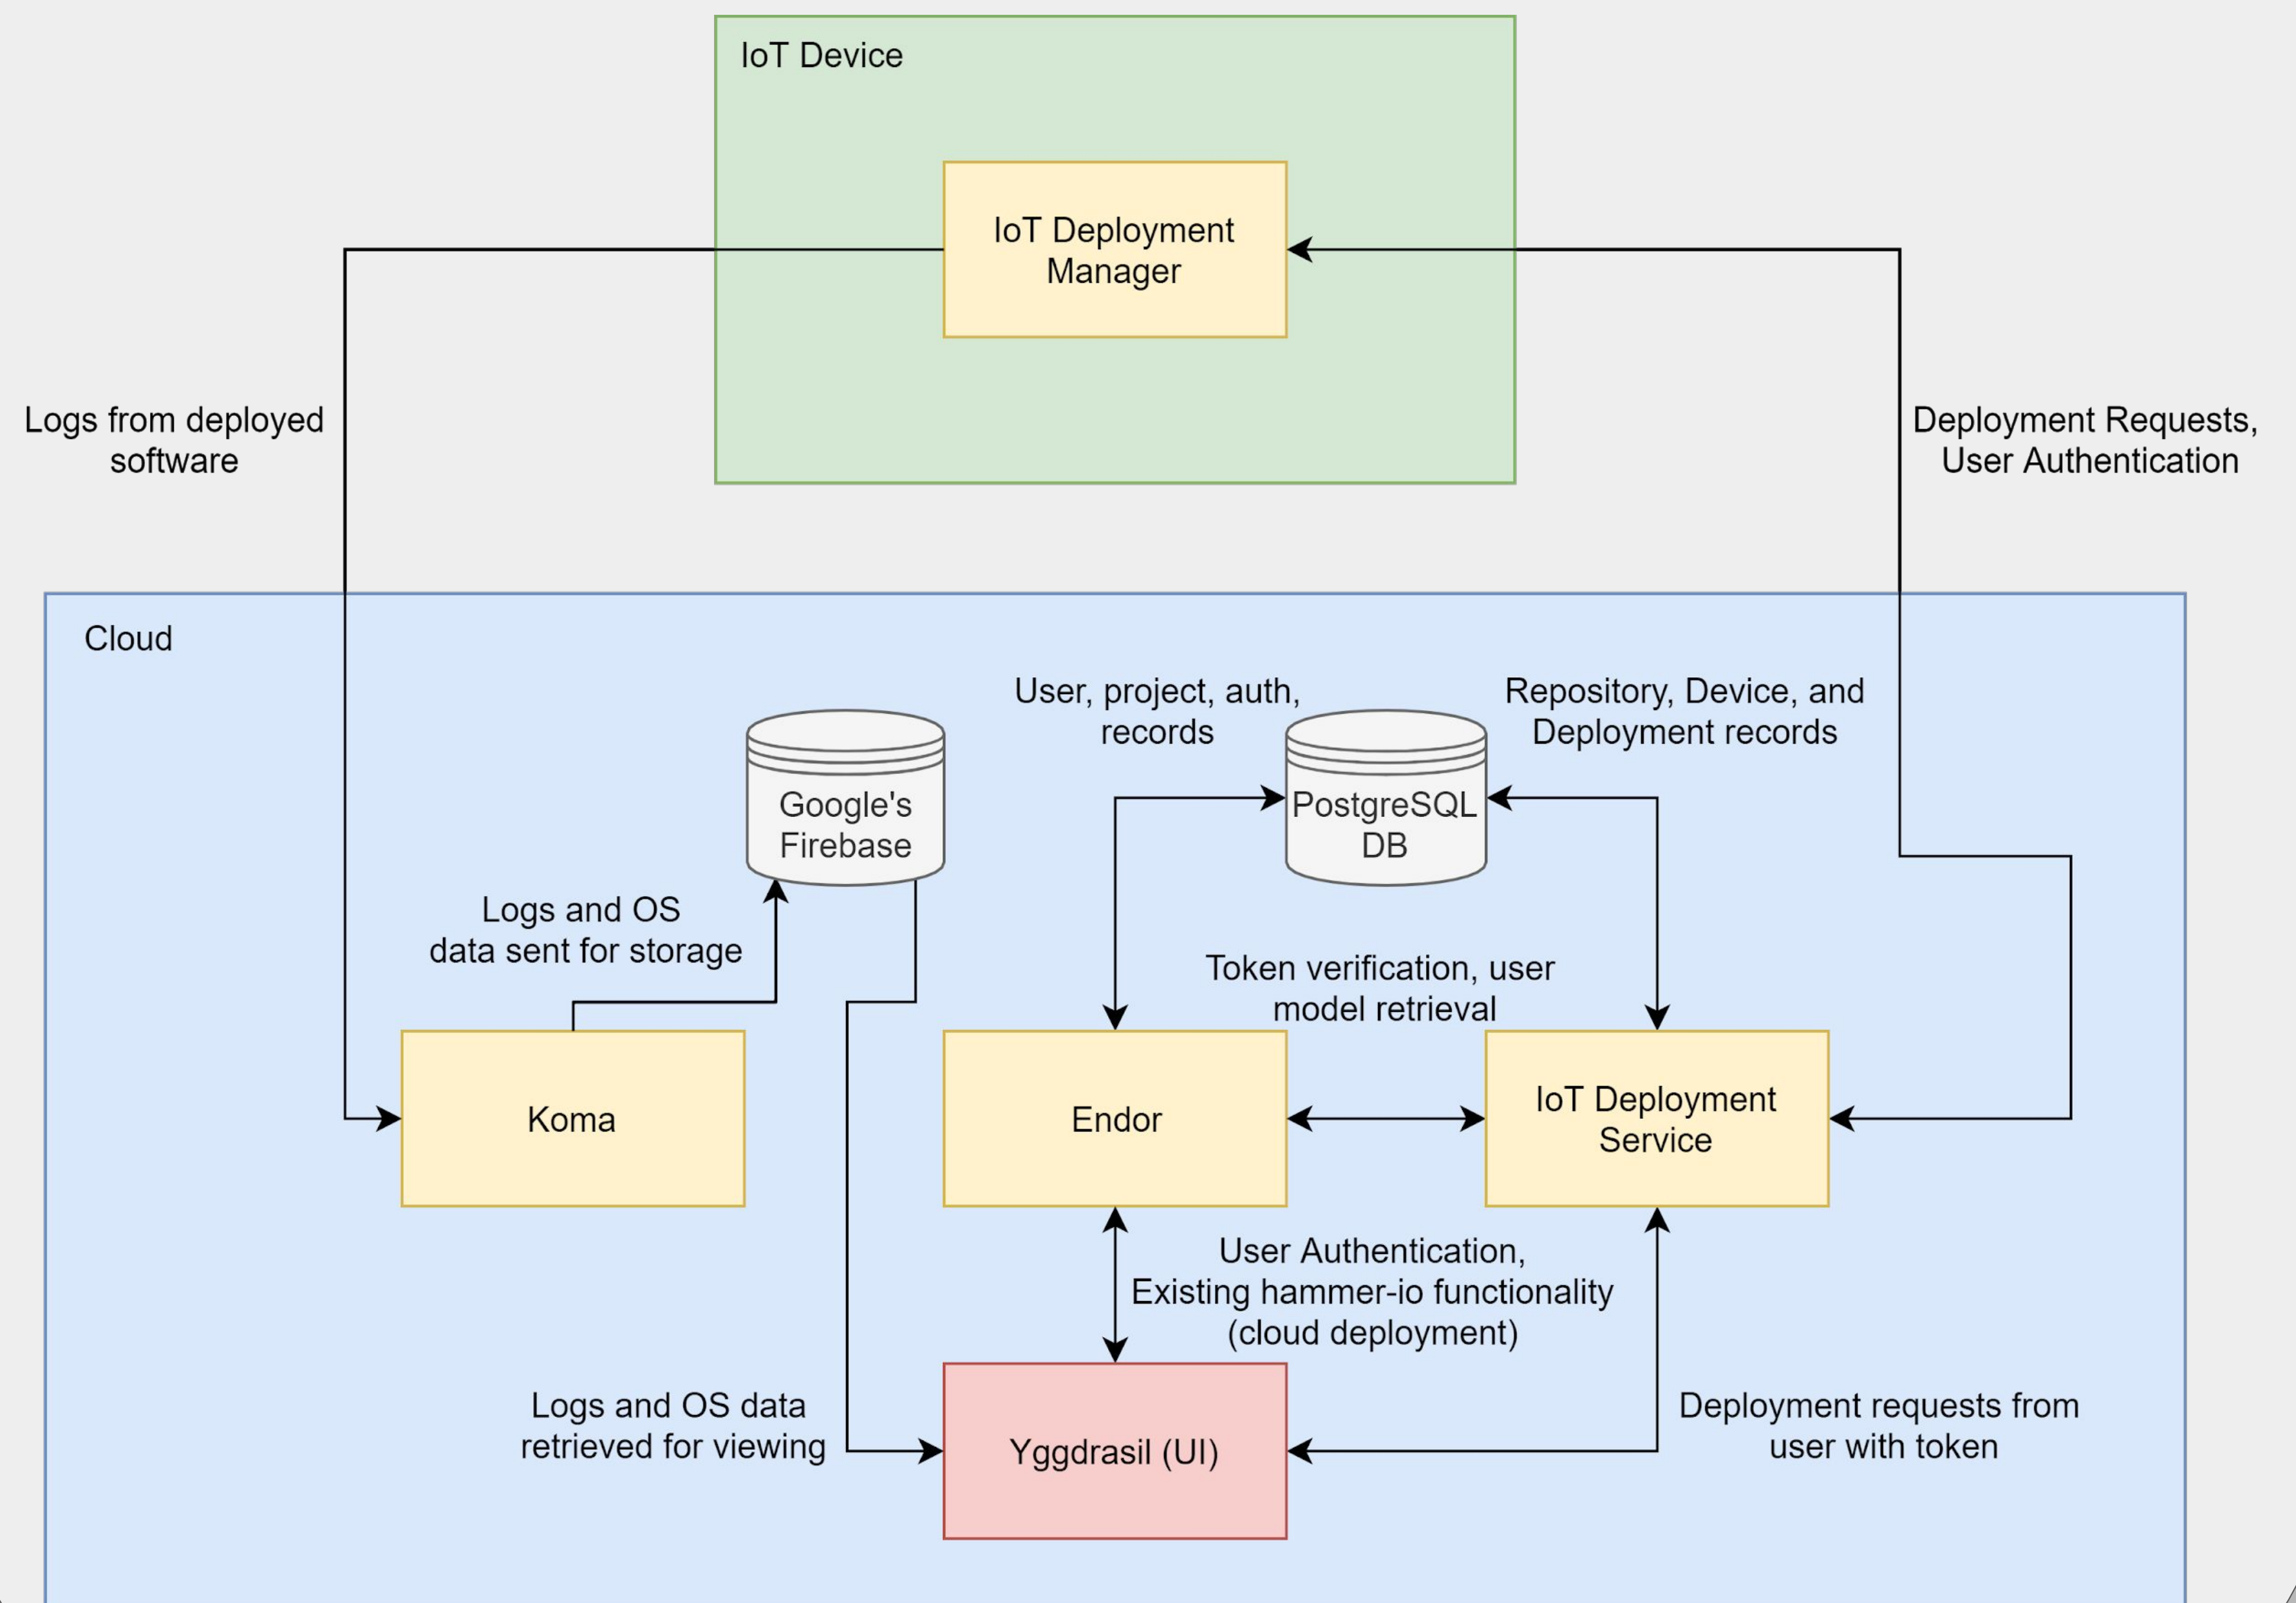 IoT Device
IoT Deployment
Manager
Logs from deployed
software
Deployment Requests,
User Authentication
Cloud
User, project, auth,
records
Repository, Device, and
Deployment records
Google's
Firebase
PostgreSQL
DB
Logs and OS
data sent for storage
Token verification, user
model retrieval
Koma
Endor
IoT Deployment
Service
User Authentication,
Existing hammer-io functionality
(cloud deployment)
Logs and OS data
retrieved for viewing
Yggdrasil (UI)
Deployment requests from
user with token